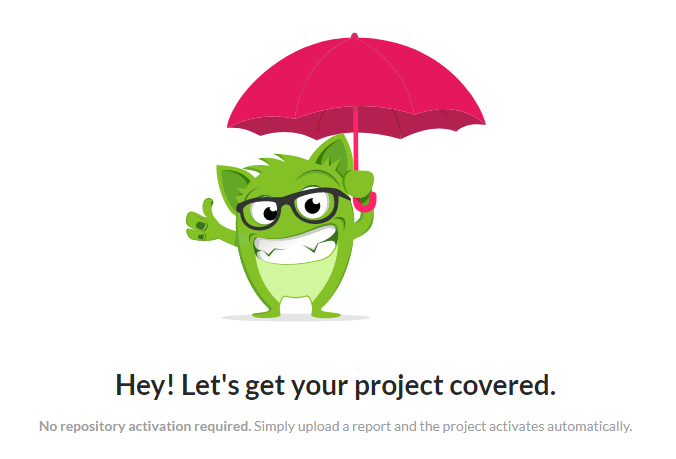 Hey! Let's get your project covered.
No repository activation required. Simply upload a report and the project activates automatically.